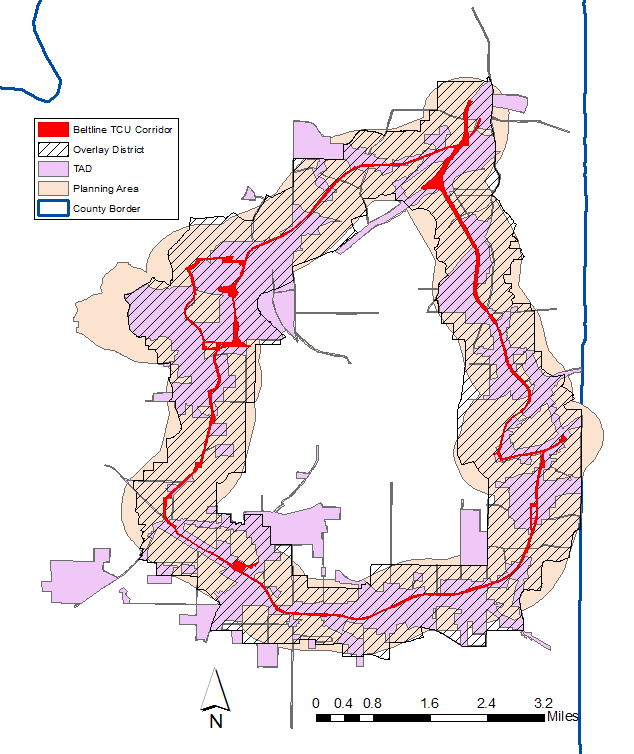 Beltline TCU Corridor
Overlay District
TAD
Planning Area
County Border
N
0 0.4 0.8 1.6 2.4 3.2
Miles